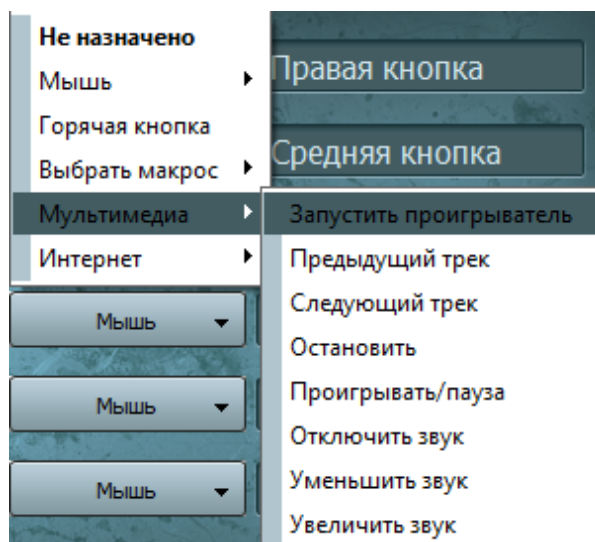 Не назначено
Мышь
Горячая кнопка
Выбрать макрос
Мультимедиа
Интернет
Правая кнопка
Средняя кнопка
Запустить проигрыватель
Предыдущий трек
Следующий трек
Остановить
Проигрывать/пауза
Отключить звук
Уменьшить звук
Увеличить звук
Мышь
Мышь
Мышь